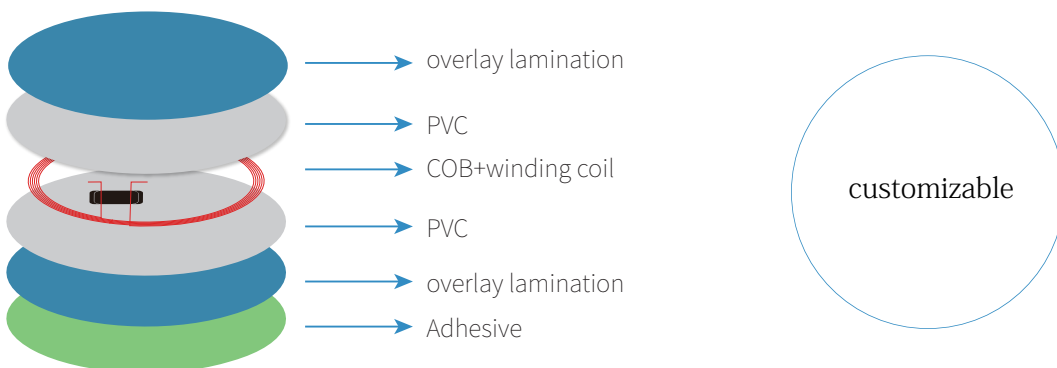 overlay lamination
PVC
COB+winding coil
PVC
overlay lamination
Adhesive
customizable